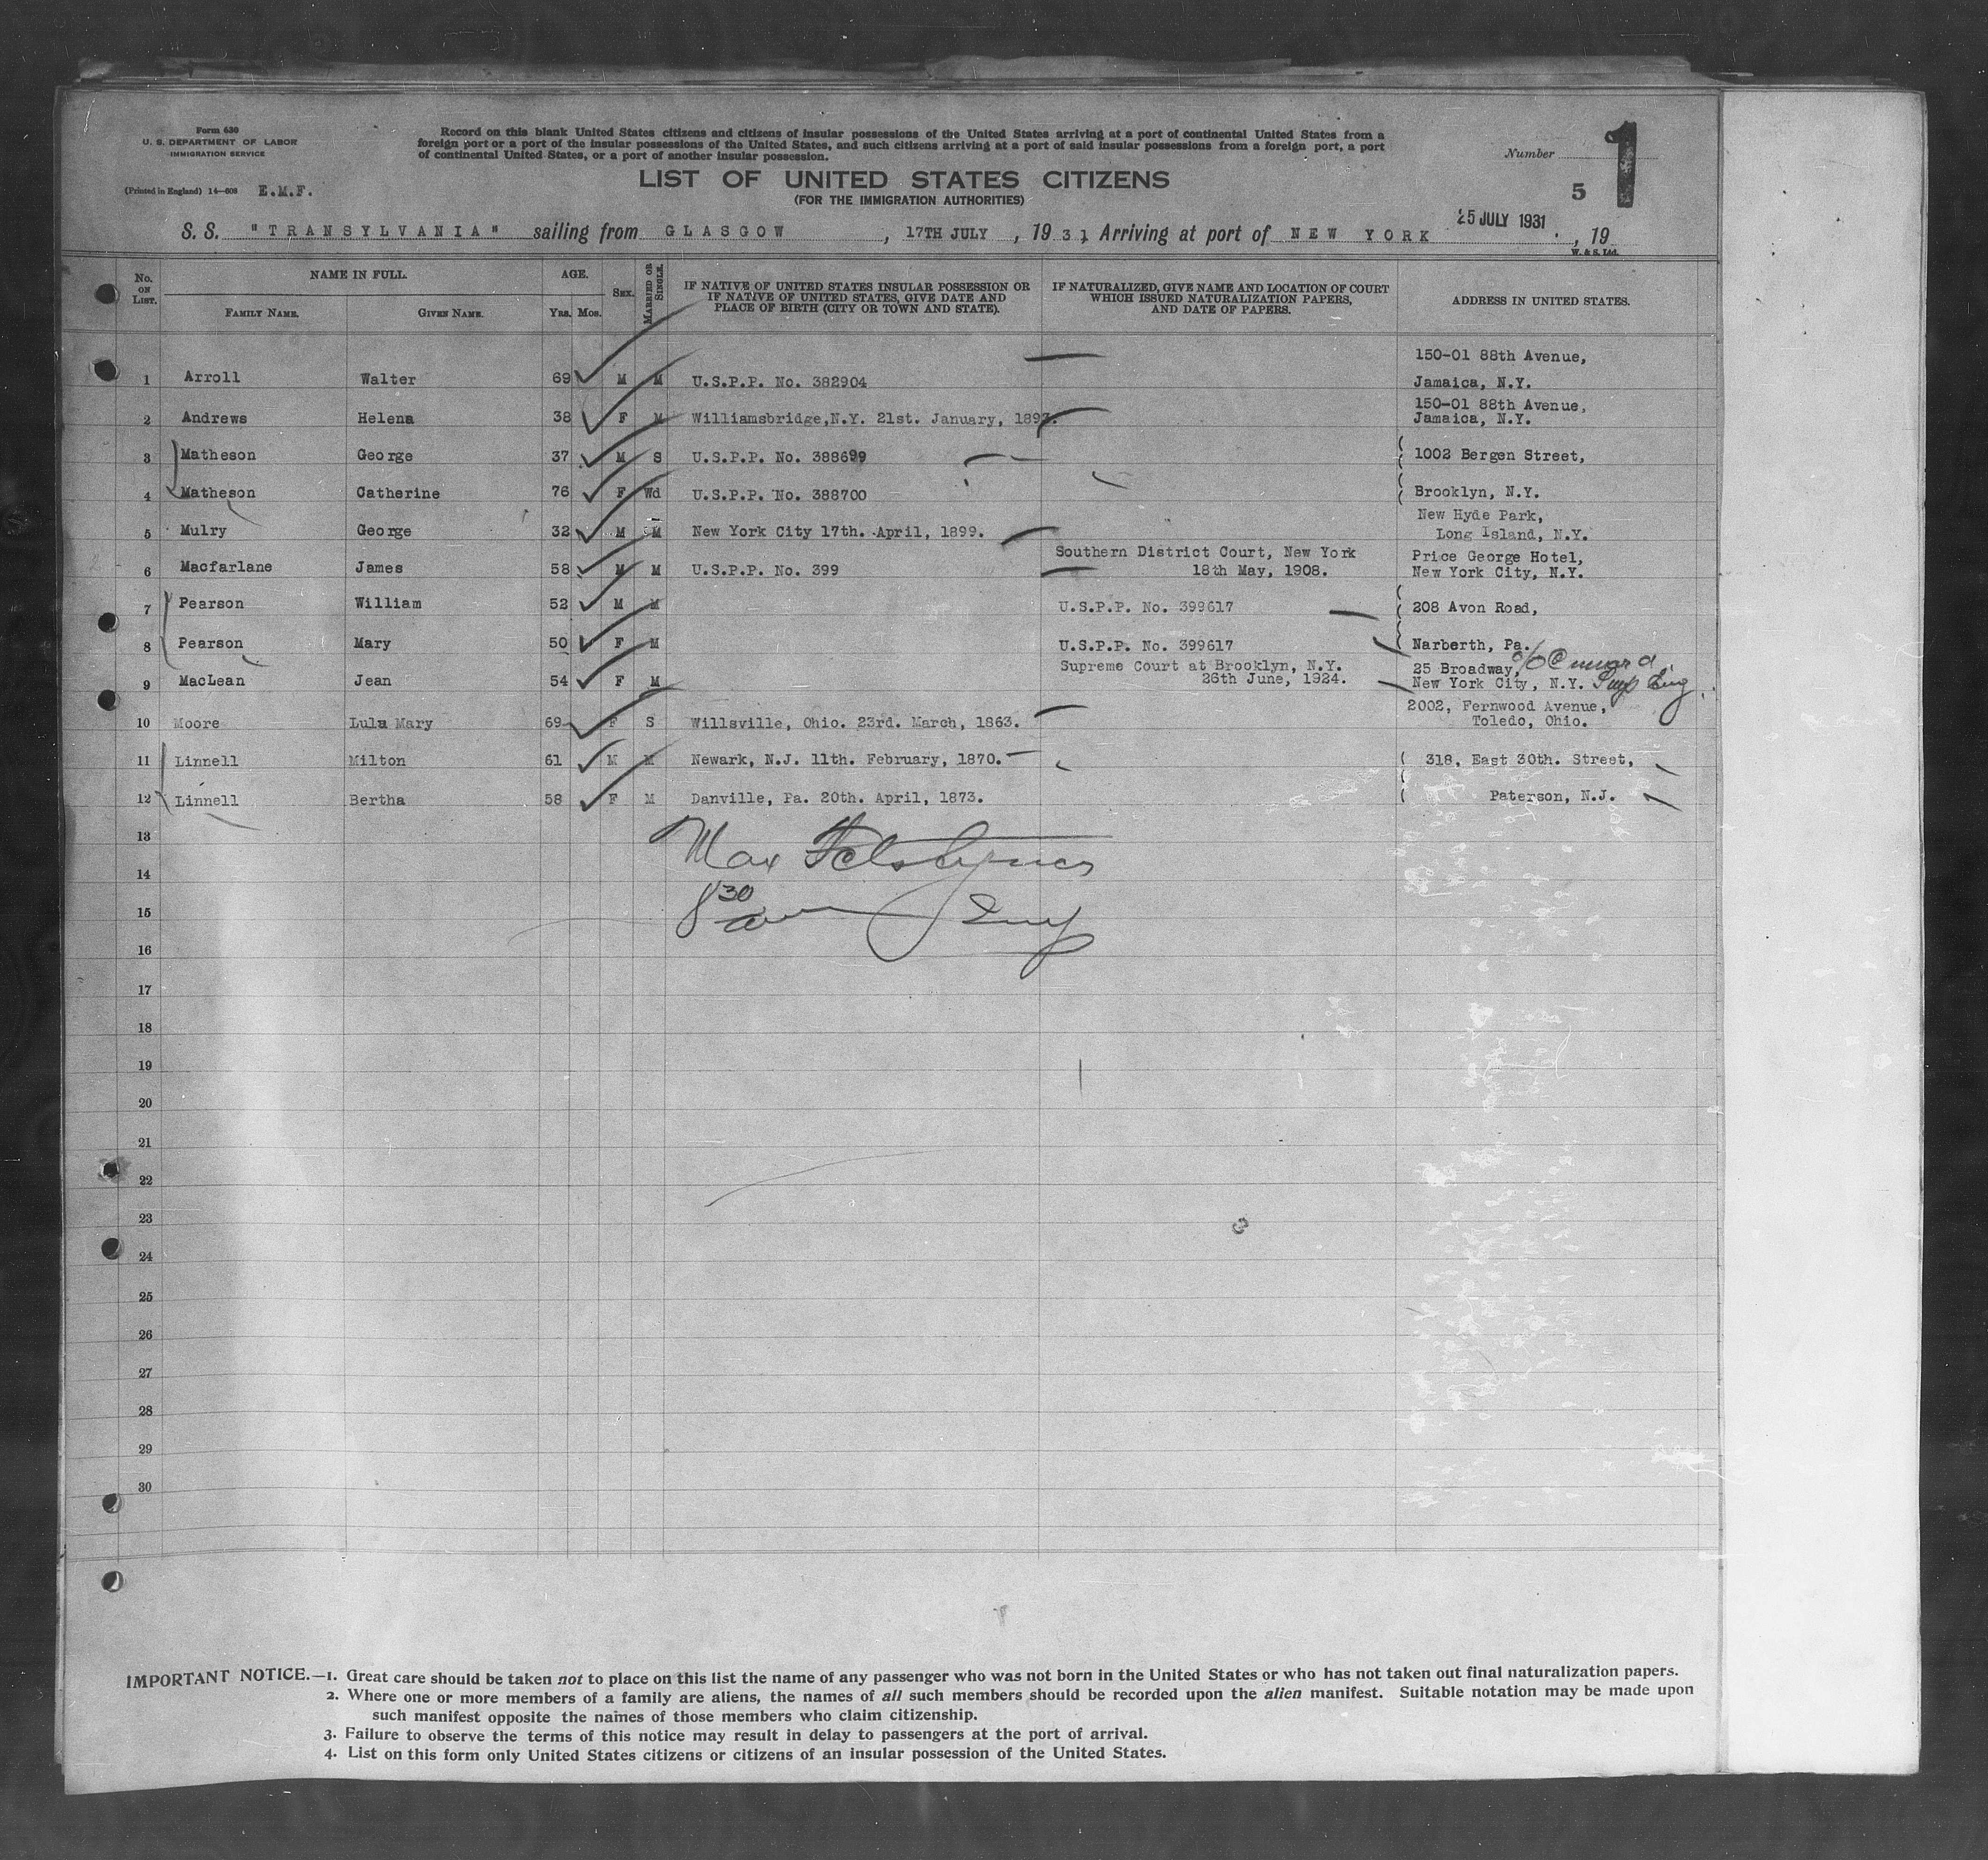 Form 630
U. S. DEPARTMENT OF LABOR
IMMIGRATION SERVICE
(Printed in England) 14—608 E.M.F.
Record on this blank United States citizens and citizens of insular possessions of the United States arriving at a port of continental United States from a
foreign port or a port of the insular possessions of the United States, and such citizens arriving at a port of said insular possessions from a foreign port, a port
of continental United States, or a port of another insular possession.
Number
1
5
LIST OF UNITED STATES CITIZENS
(FOR THE IMMIGRATION AUTHORITIES)
S. S. "TRANSYLVANIA" sailing from GLASGOW, 17TH JULY, 1931 Arriving at port of NEW YORK 25 JULY 1931, 19
W. & S. Ltd.
No. ON LIST. NAME IN FULL. FAMILY NAME. GIVEN NAME. AGE. Yrs. Mos. SEX. MARRIED OR SINGLE. IF NATIVE OF UNITED STATES INSULAR POSSESSION OR IF NATIVE OF UNITED STATES, GIVE DATE AND PLACE OF BIRTH (CITY OR TOWN AND STATE). IF NATURALIZED, GIVE NAME AND LOCATION OF COURT WHICH ISSUED NATURALIZATION PAPERS, AND DATE OF PAPERS. ADDRESS IN UNITED STATES.
1 Arroll Walter 69 M M U.S.P.P. No. 382904 150-01 88th Avenue, Jamaica, N.Y.
2 Andrews Helena 38 F M Williamsbridge,N.Y. 21st. January, 1893. 150-01 88th Avenue, Jamaica, N.Y.
3 Matheson George 37 M S U.S.P.P. No. 388699 1002 Bergen Street,
4 Matheson Catherine 76 F Wd U.S.P.P. No. 388700 Brooklyn, N.Y.
5 Mulry George 32 M M New York City 17th. April, 1899. New Hyde Park, Long Island, N.Y.
6 Macfarlane James 58 M M U.S.P.P. No. 399 Southern District Court, New York 18th May, 1908. Price George Hotel, New York City, N.Y.
7 Pearson William 52 M M U.S.P.P. No. 399617 208 Avon Road,
8 Pearson Mary 50 F M U.S.P.P. No. 399617 Narberth, Pa.
9 MacLean Jean 54 F M Supreme Court at Brooklyn, N.Y. 26th June, 1924. 25 Broadway, c/o Cunard New York City, N.Y.
10 Moore Lula Mary 69 F S Willsville, Ohio. 23rd. March, 1863. 2002, Fernwood Avenue, Toledo, Ohio.
11 Linnell Milton 61 M M Newark, N.J. 11th. February, 1870. 318, East 30th. Street,
12 Linnell Bertha 58 F M Danville, Pa. 20th. April, 1873. Paterson, N.J.
13
Max
14
8 30
15
16
17
18
19
20
21
22
23
24
25
26
27
28
29
30
IMPORTANT NOTICE.—1. Great care should be taken not to place on this list the name of any passenger who was not born in the United States or who has not taken out final naturalization papers.
2. Where one or more members of a family are aliens, the names of all such members should be recorded upon the alien manifest. Suitable notation may be made upon
such manifest opposite the names of those members who claim citizenship.
3. Failure to observe the terms of this notice may result in delay to passengers at the port of arrival.
4. List on this form only United States citizens or citizens of an insular possession of the United States.